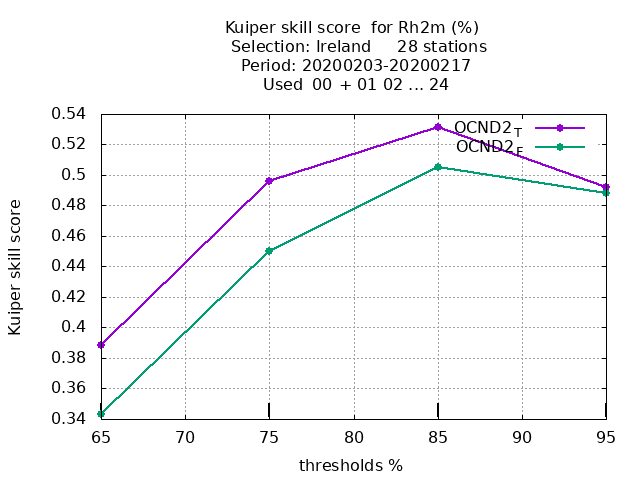 Kuiper skill score for Rh2m (%)
Selection: Ireland 28 stations
Period: 20200203-20200217
Used 00 + 01 02 ... 24
0.54
0.52
0.5
0.48
0.46
0.44
0.42
0.4
0.38
0.36
0.34
Kuiper skill score
OCND2T
OCND2F
65 70 75 80 85 90 95
thresholds %